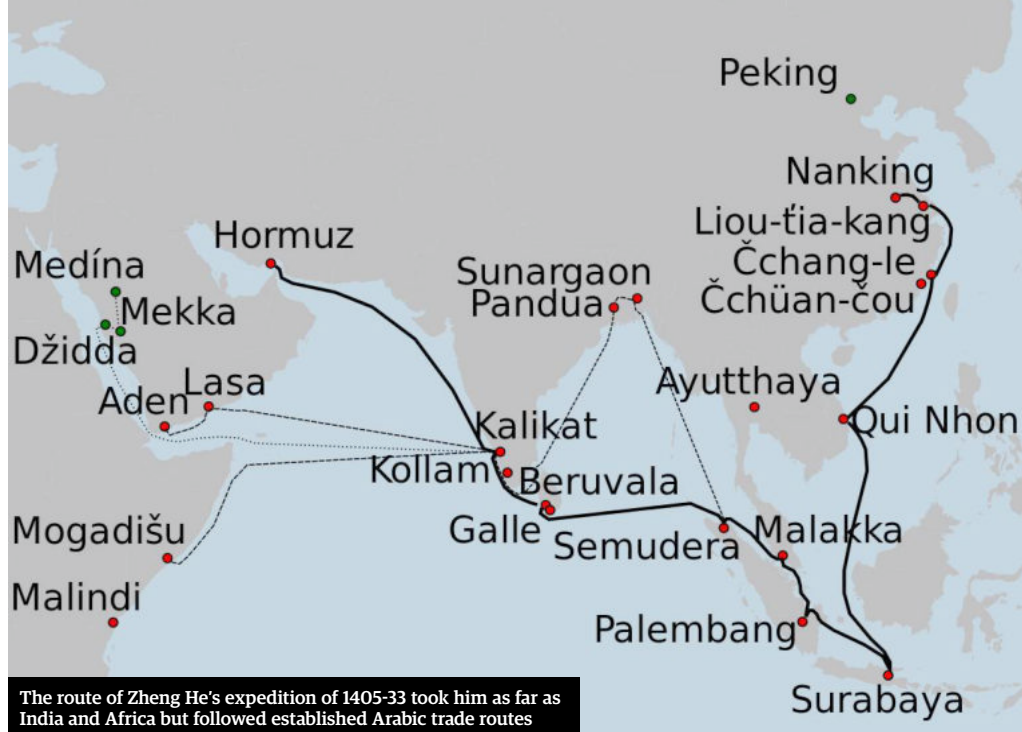 Peking
Nanking
Liou-ťia-kang
Hormuz
Čchang-le
Medína
Sunargaon
Čchüan-čou
Pandua
Mekka
Džidda
Lasa
Ayutthaya
Aden
Qui Nhon
Kalikat
Kollam
Beruvala
Mogadišu
Galle
Malakka
Semudera
Malindi
Palembang
Surabaya
The route of Zheng He's expedition of 1405-33 took him as far as
India and Africa but followed established Arabic trade routes